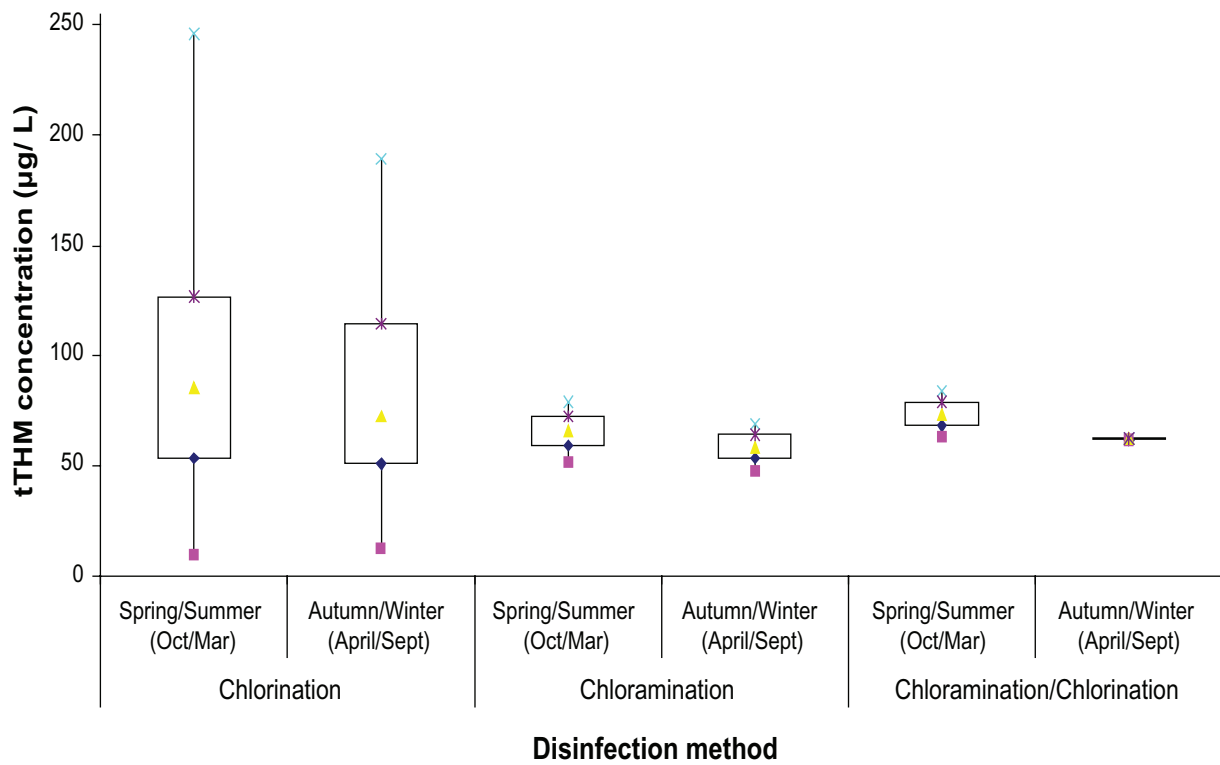 tTHM concentration (µg/ L)
250
200
150
100
50
0
Spring/Summer
(Oct/Mar)
Autumn/Winter
(April/Sept)
Spring/Summer
(Oct/Mar)
Autumn/Winter
(April/Sept)
Spring/Summer
(Oct/Mar)
Autumn/Winter
(April/Sept)
Chlorination
Chloramination
Chloramination/Chlorination
Disinfection method